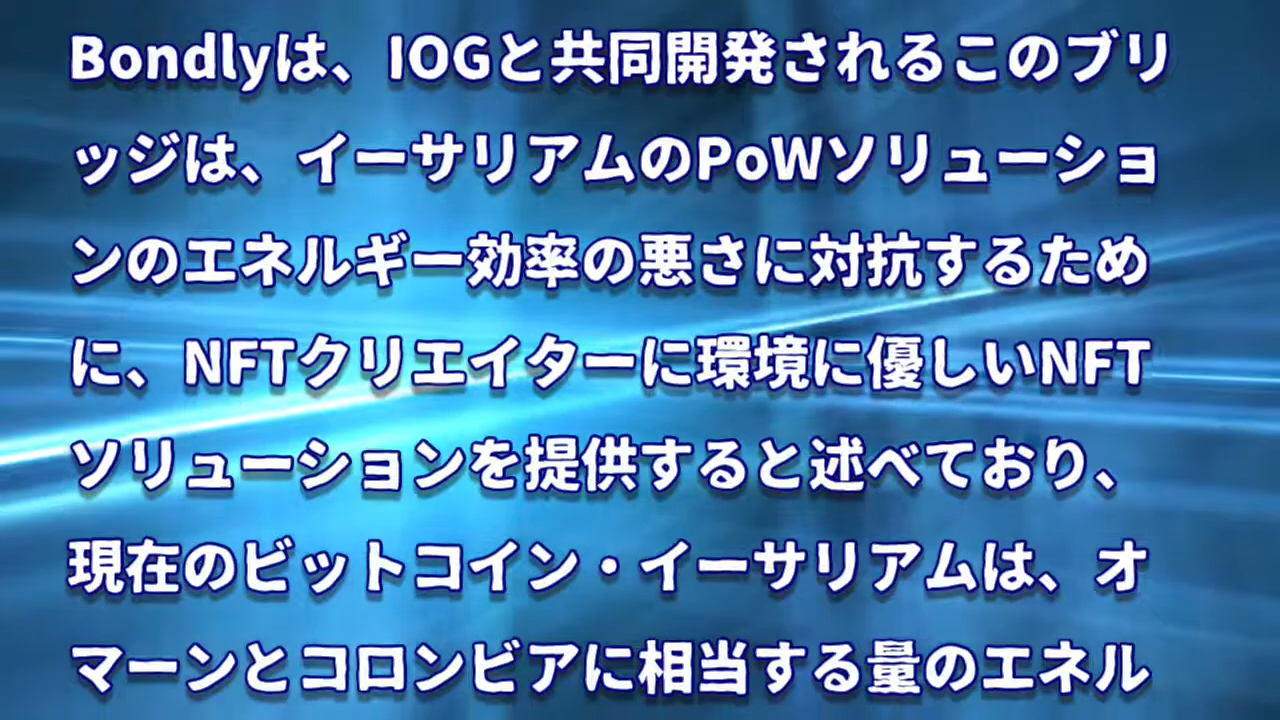 Bondlyは、IOGと共同開発されるこのブリ
ッジは、イーサリアムのPoWソリューショ
ンのエネルギー効率の悪さに対抗するため
に、NFTクリエイターに環境に優しいNFT
ソリューションを提供すると述べており、
現在のビットコイン・イーサリアムは、オ
マーンとコロンビアに相当する量のエネル